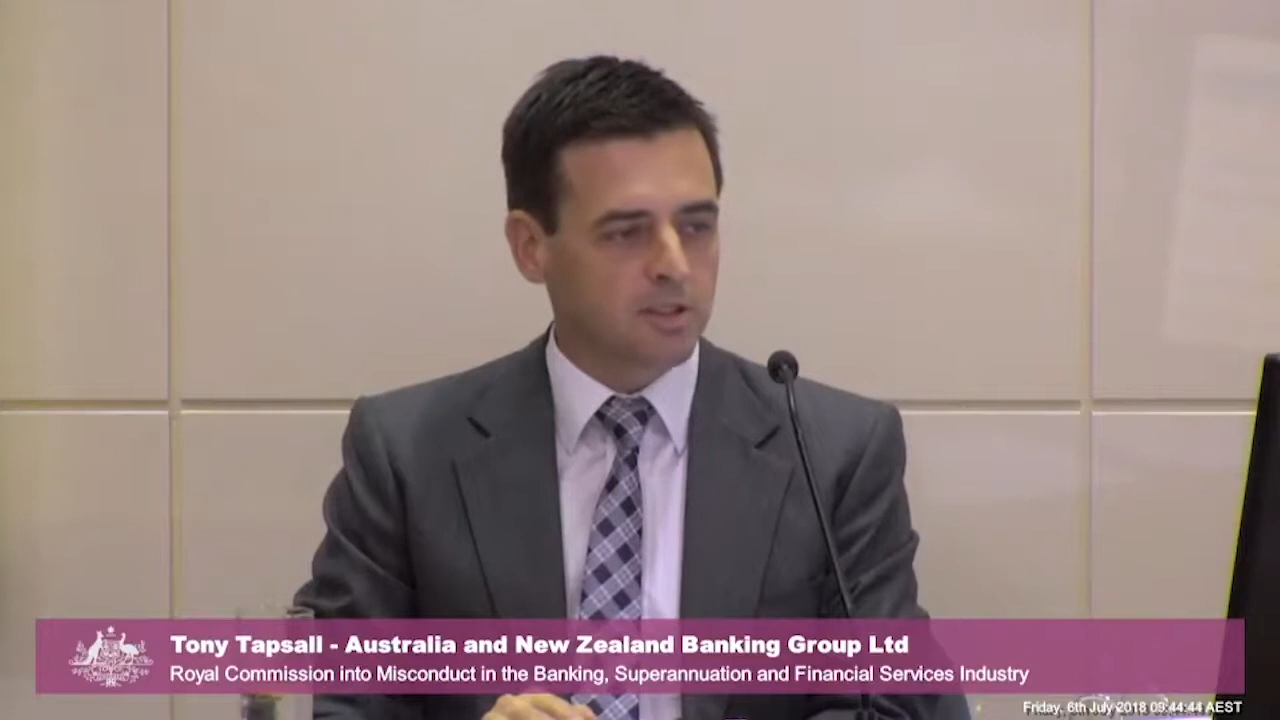 Tony Tapsall - Australia and New Zealand Banking Group Ltd
Royal Commission into Misconduct in the Banking, Superannuation and Financial Services Industry
Friday, 6th July 2018 09:44:44 AEST